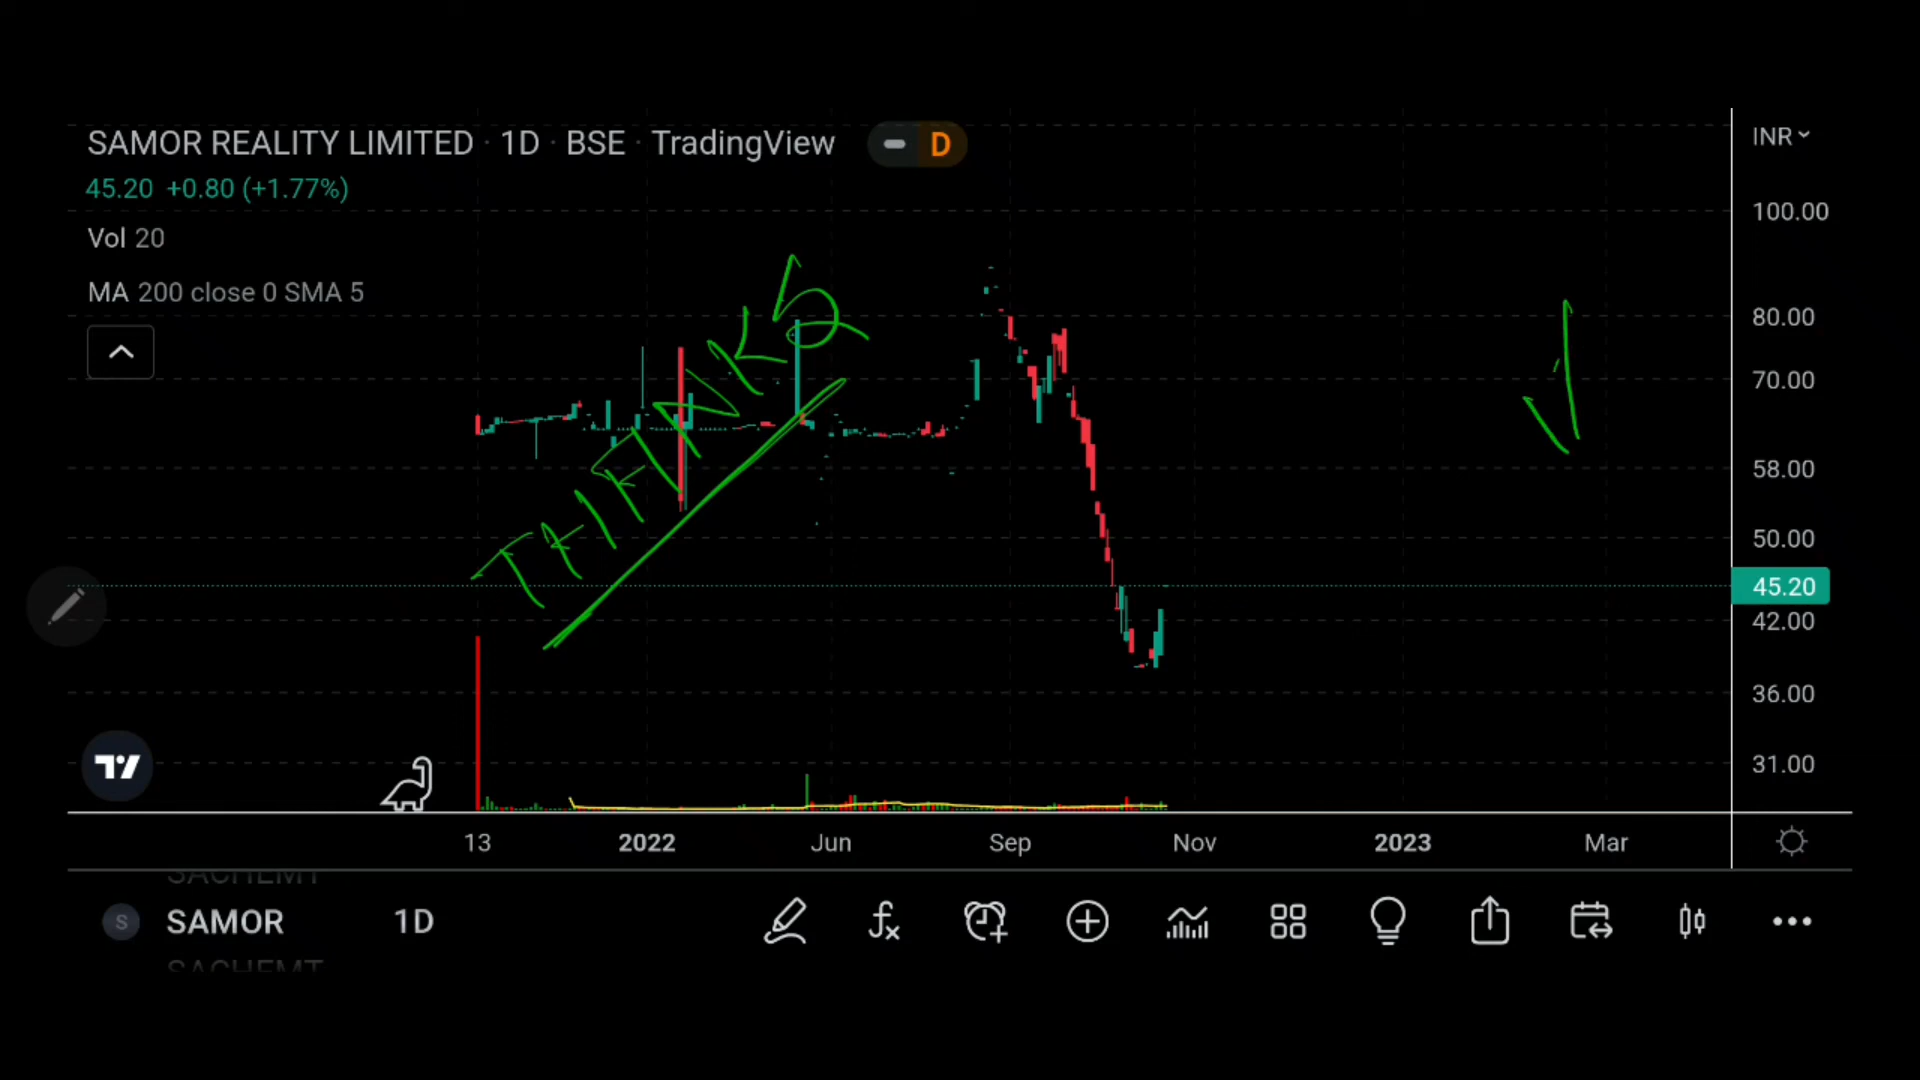 SAMOR REALITY LIMITED · 1D · BSE · TradingView
D
INR
45.20 +0.80 (+1.77%)
Vol 20
MA 200 close 0 SMA 5
THANKS
100.00
80.00
70.00
58.00
50.00
45.20
42.00
36.00
31.00
13 2022 Jun Sep Nov 2023 Mar
SACHEMT
S SAMOR 1D
SACHEMT